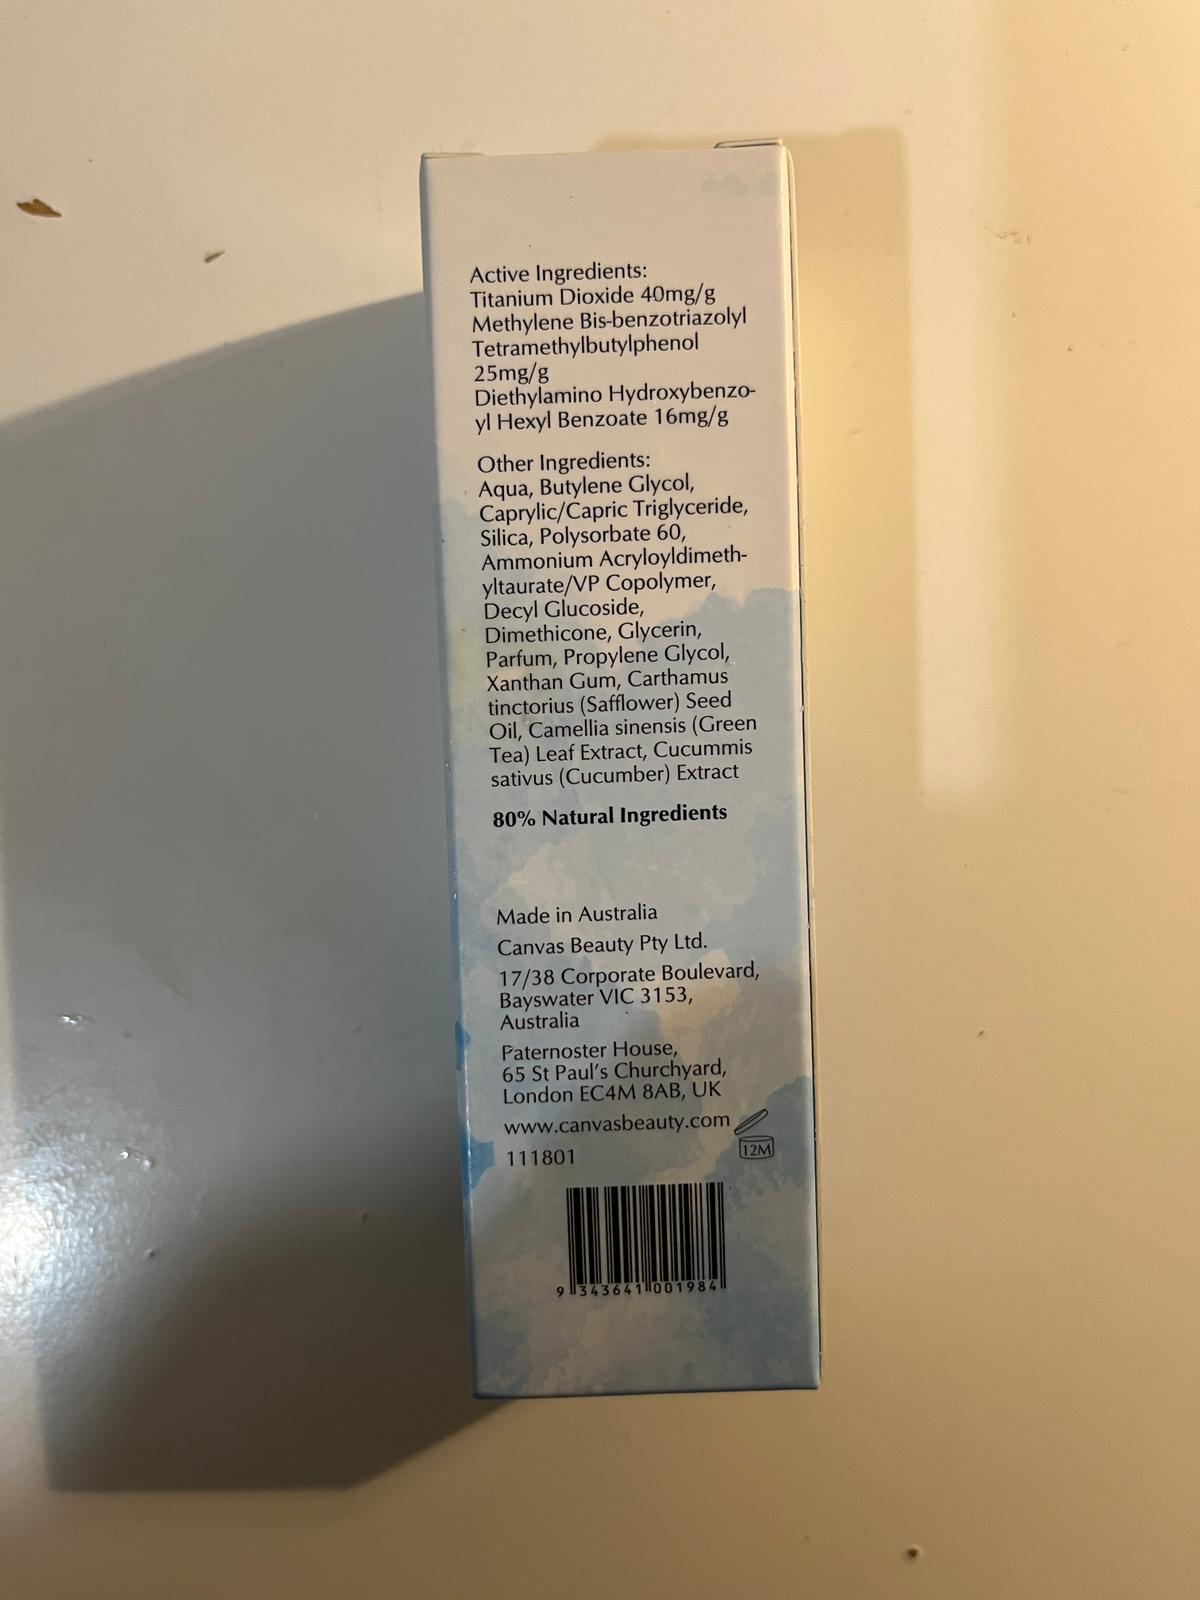 Active Ingredients:
Titanium Dioxide 40mg/g
Methylene Bis-benzotriazolyl
Tetramethylbutylphenol
25mg/g
Diethylamino Hydroxybenzo-
yl Hexyl Benzoate 16mg/g
Other Ingredients:
Aqua, Butylene Glycol,
Caprylic/Capric Triglyceride,
Silica, Polysorbate 60,
Ammonium Acryloyldimeth-
yltaurate/VP Copolymer,
Decyl Glucoside,
Dimethicone, Glycerin,
Parfum, Propylene Glycol,
Xanthan Gum, Carthamus
tinctorius (Safflower) Seed
Oil, Camellia sinensis (Green
Tea) Leaf Extract, Cucummis
sativus (Cucumber) Extract
80% Natural Ingredients
Made in Australia
Canvas Beauty Pty Ltd.
17/38 Corporate Boulevard,
Bayswater VIC 3153,
Australia
Paternoster House,
65 St Paul's Churchyard,
London EC4M 8AB, UK
www.canvasbeauty.com
12M
111801
9 343641 001984